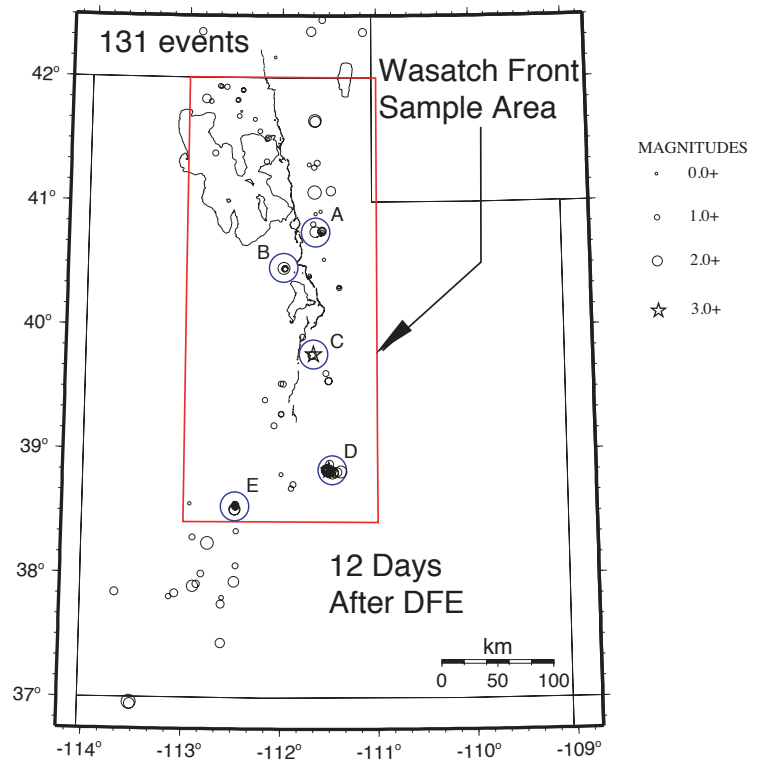 131 events
Wasatch Front
Sample Area
MAGNITUDES
0.0+
1.0+
2.0+
3.0+
42°
41°
40°
39°
38°
37°
A
B
C
D
E
12 Days
After DFE
km
0 50 100
-114° -113° -112° -111° -110° -109°